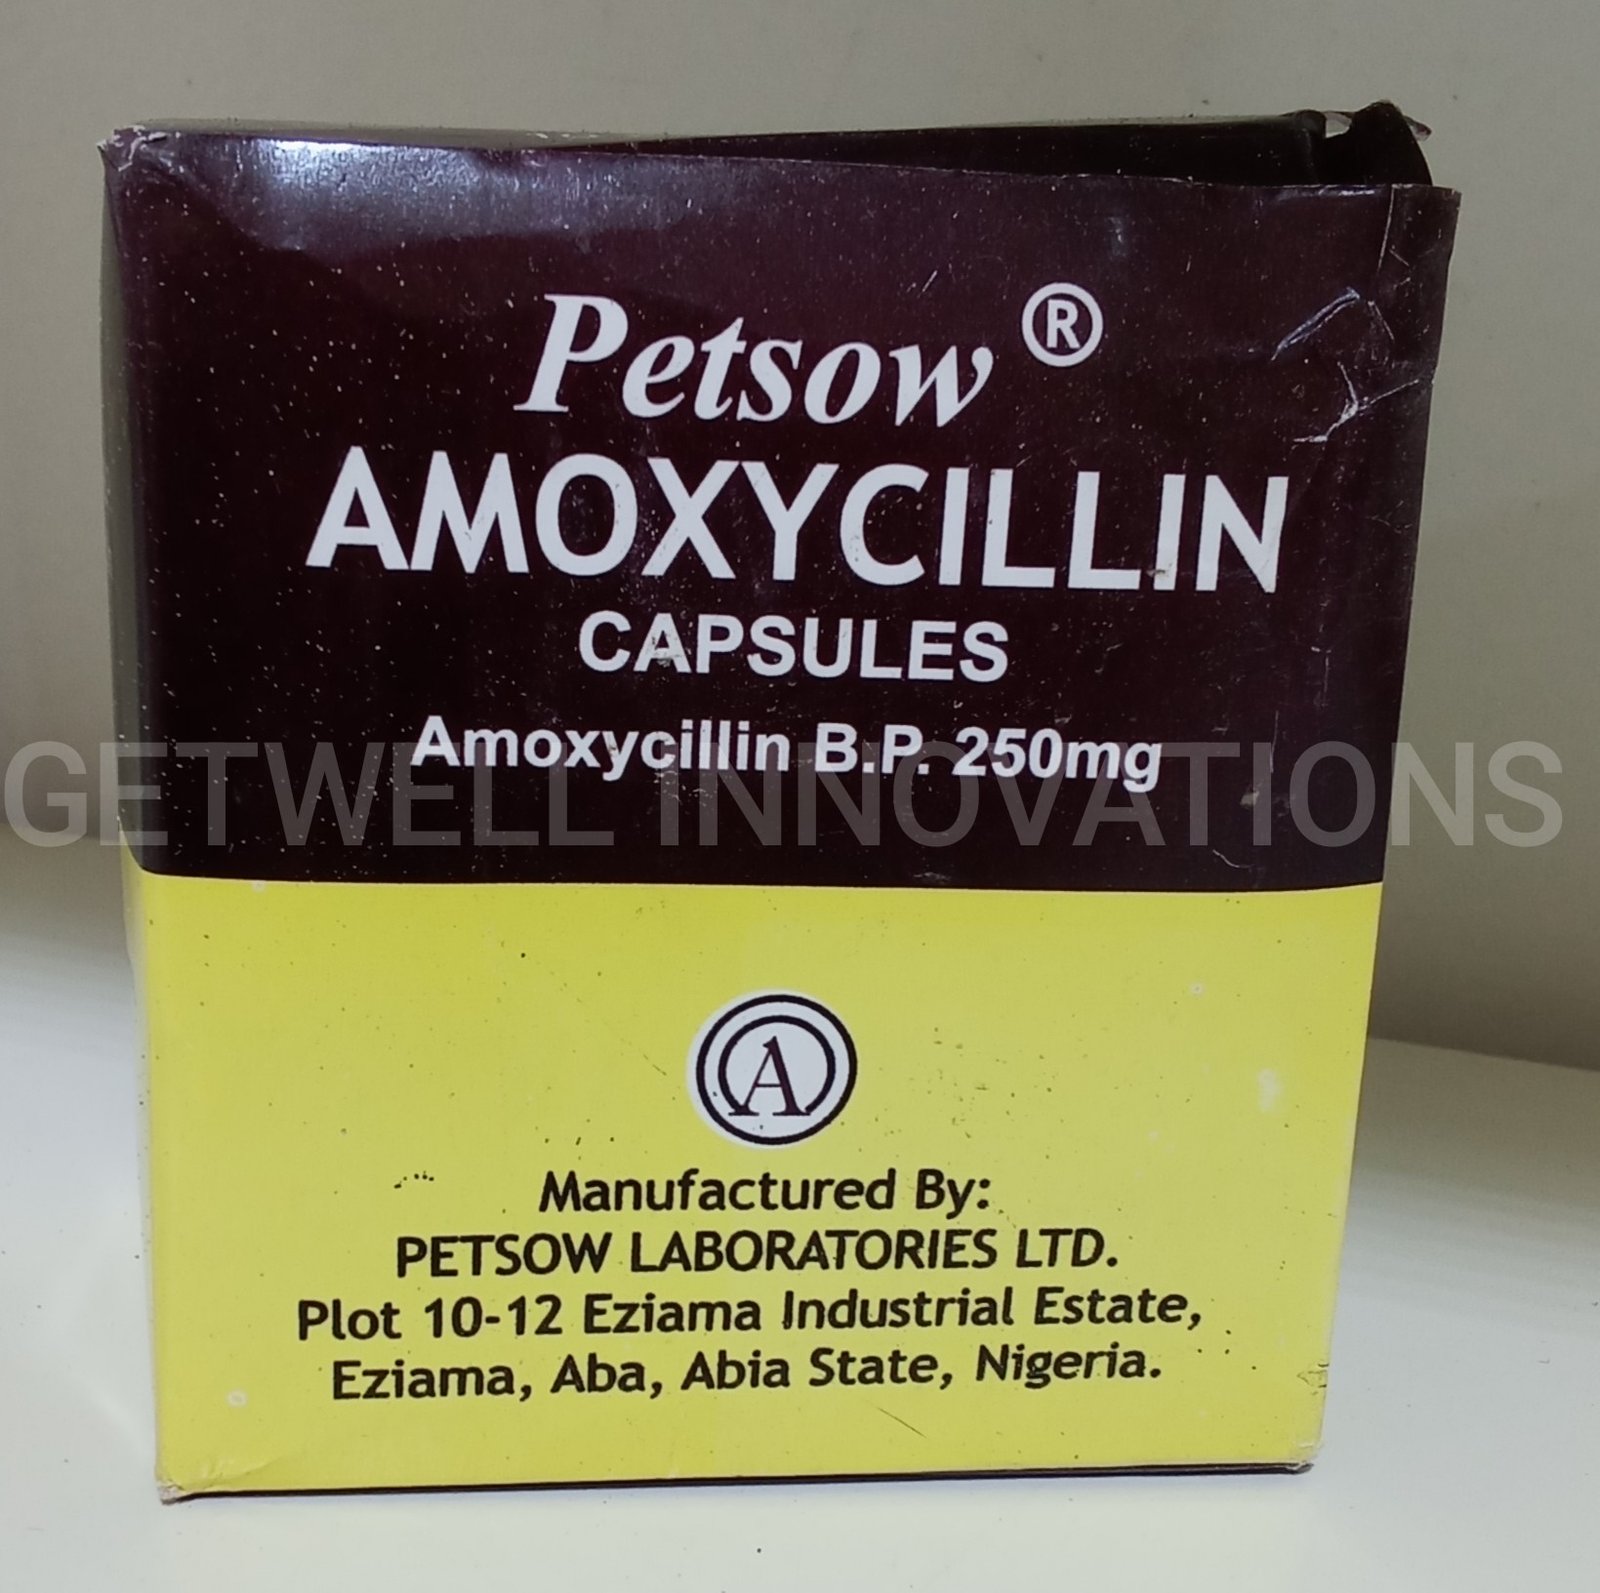 Petsow ®
AMOXYCILLIN
CAPSULES
Amoxycillin B.P. 250mg
GETWELL INNOVATIONS
A
Manufactured By:
PETSOW LABORATORIES LTD.
Plot 10-12 Eziama Industrial Estate,
Eziama, Aba, Abia State, Nigeria.